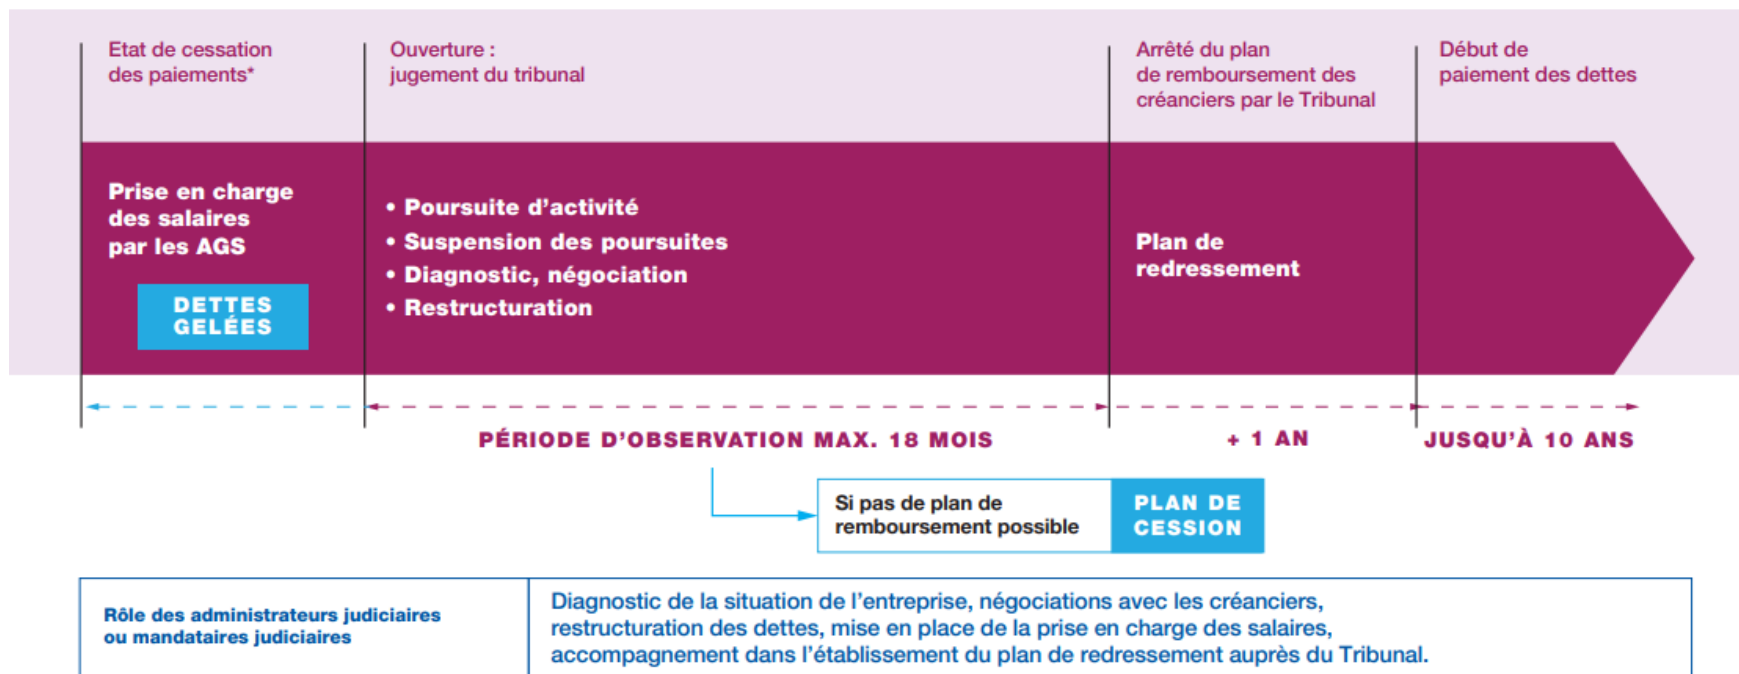 Etat de cessation
des paiements*
Ouverture :
jugement du tribunal
Arrêté du plan
de remboursement des
créanciers par le Tribunal
Début de
paiement des dettes
Prise en charge
des salaires
par les AGS
DETTES
GELÉES
• Poursuite d’activité
• Suspension des poursuites
• Diagnostic, négociation
• Restructuration
Plan de
redressement
PÉRIODE D’OBSERVATION MAX. 18 MOIS
+ 1 AN
JUSQU’À 10 ANS
Si pas de plan de
remboursement possible
PLAN DE
CESSION
Rôle des administrateurs judiciaires
ou mandataires judiciaires
Diagnostic de la situation de l’entreprise, négociations avec les créanciers,
restructuration des dettes, mise en place de la prise en charge des salaires,
accompagnement dans l’établissement du plan de redressement auprès du Tribunal.